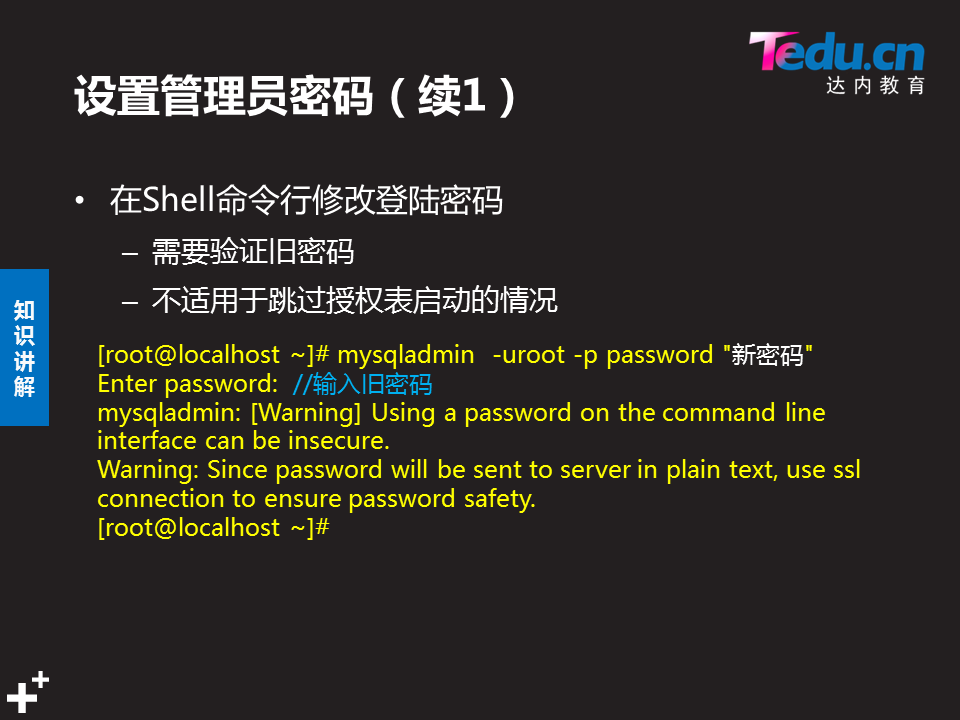 Tedu.cn
达内教育
设置管理员密码（续1）
• 在Shell命令行修改登陆密码
– 需要验证旧密码
– 不适用于跳过授权表启动的情况
知识讲解
[root@localhost ~]# mysqladmin  -uroot -p password "新密码"
Enter password:  //输入旧密码
mysqladmin: [Warning] Using a password on the command line
interface can be insecure.
Warning: Since password will be sent to server in plain text, use ssl
connection to ensure password safety.
[root@localhost ~]#